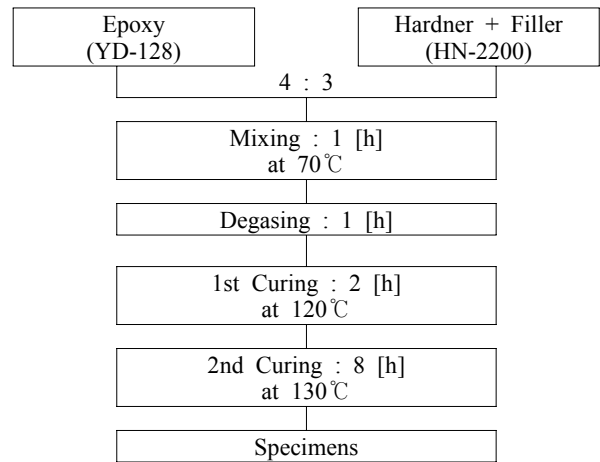 Epoxy
(YD-128)
Hardner + Filler
(HN-2200)
4 : 3
Mixing : 1 [h]
at 70℃
Degasing : 1 [h]
1st Curing : 2 [h]
at 120℃
2nd Curing : 8 [h]
at 130℃
Specimens